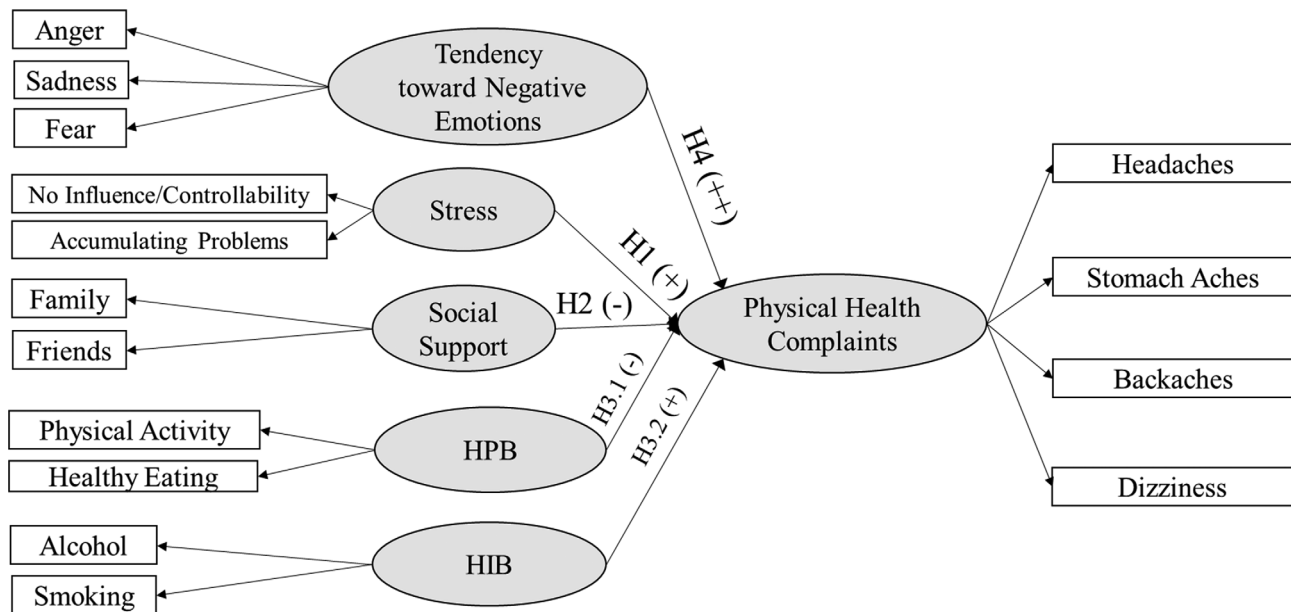 Anger
Sadness
Fear
Tendency
toward Negative
Emotions
H4 (++)
No Influence/Controllability
Accumulating Problems
Stress
H1 (+)
Family
Friends
Social
Support
H2 (-)
Physical Activity
Healthy Eating
HPB
H3.1 (-)
Alcohol
Smoking
HIB
H3.2 (+)
Physical Health
Complaints
Headaches
Stomach Aches
Backaches
Dizziness